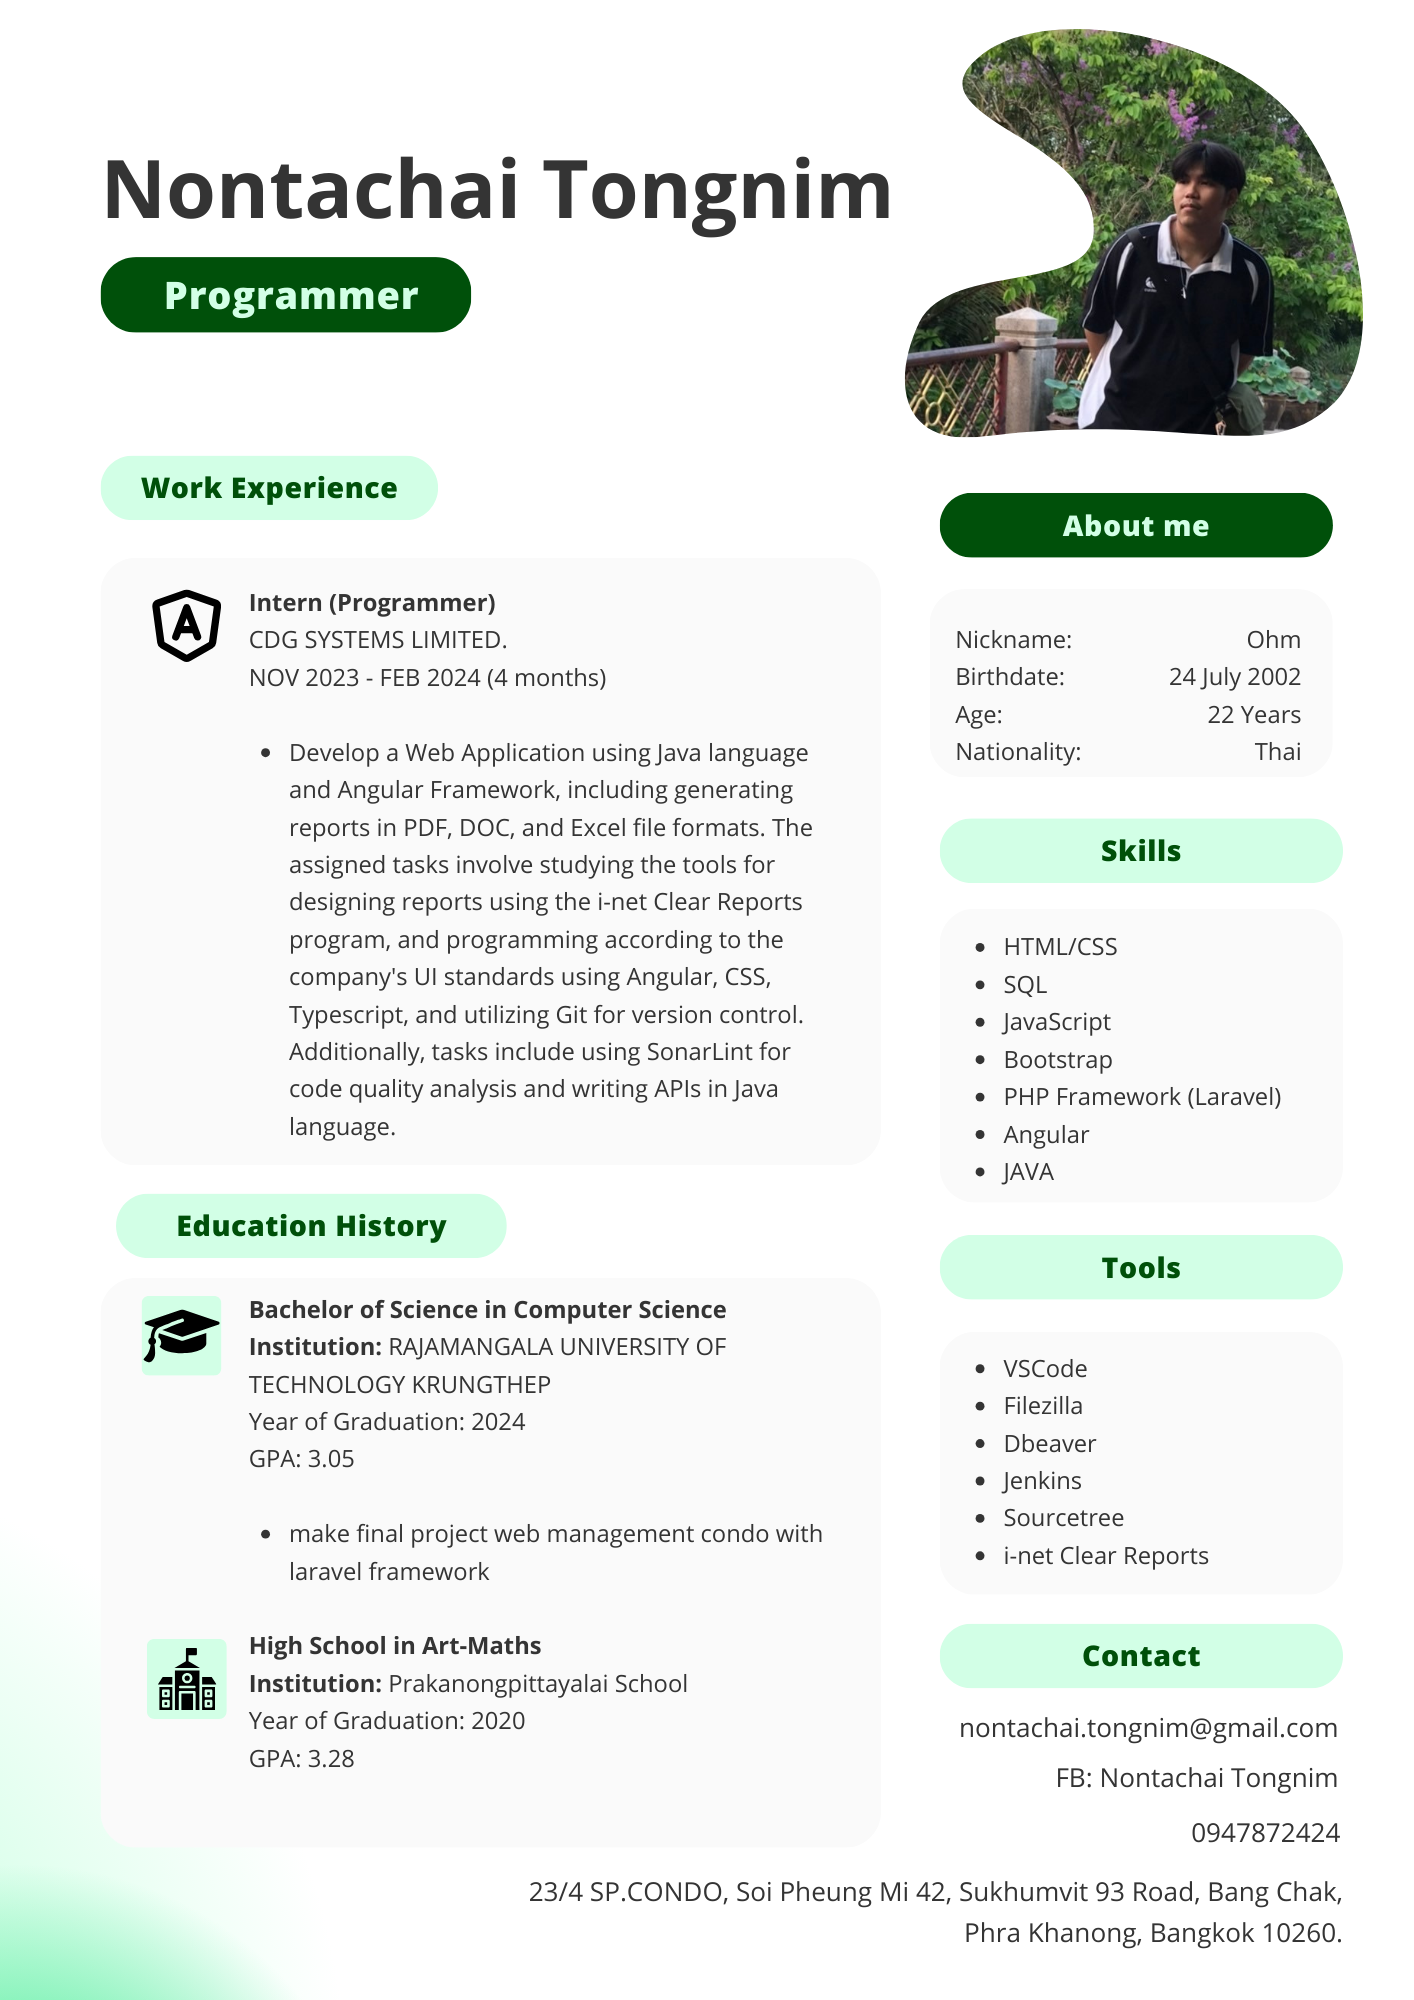 Nontachai Tongnim
Programmer
Work Experience
Intern (Programmer)
CDG SYSTEMS LIMITED.
NOV 2023 - FEB 2024 (4 months)
• Develop a Web Application using Java language
and Angular Framework, including generating
reports in PDF, DOC, and Excel file formats. The
assigned tasks involve studying the tools for
designing reports using the i-net Clear Reports
program, and programming according to the
company's UI standards using Angular, CSS,
Typescript, and utilizing Git for version control.
Additionally, tasks include using SonarLint for
code quality analysis and writing APIs in Java
language.
Education History
Bachelor of Science in Computer Science
Institution: RAJAMANGALA UNIVERSITY OF
TECHNOLOGY KRUNGTHEP
Year of Graduation: 2024
GPA: 3.05
• make final project web management condo with
laravel framework
High School in Art-Maths
Institution: Prakanongpittayalai School
Year of Graduation: 2020
GPA: 3.28
About me
Nickname: Ohm
Birthdate: 24 July 2002
Age: 22 Years
Nationality: Thai
Skills
• HTML/CSS
• SQL
• JavaScript
• Bootstrap
• PHP Framework (Laravel)
• Angular
• JAVA
Tools
• VSCode
• Filezilla
• Dbeaver
• Jenkins
• Sourcetree
• i-net Clear Reports
Contact
nontachai.tongnim@gmail.com
FB: Nontachai Tongnim
0947872424
23/4 SP.CONDO, Soi Pheung Mi 42, Sukhumvit 93 Road, Bang Chak,
Phra Khanong, Bangkok 10260.